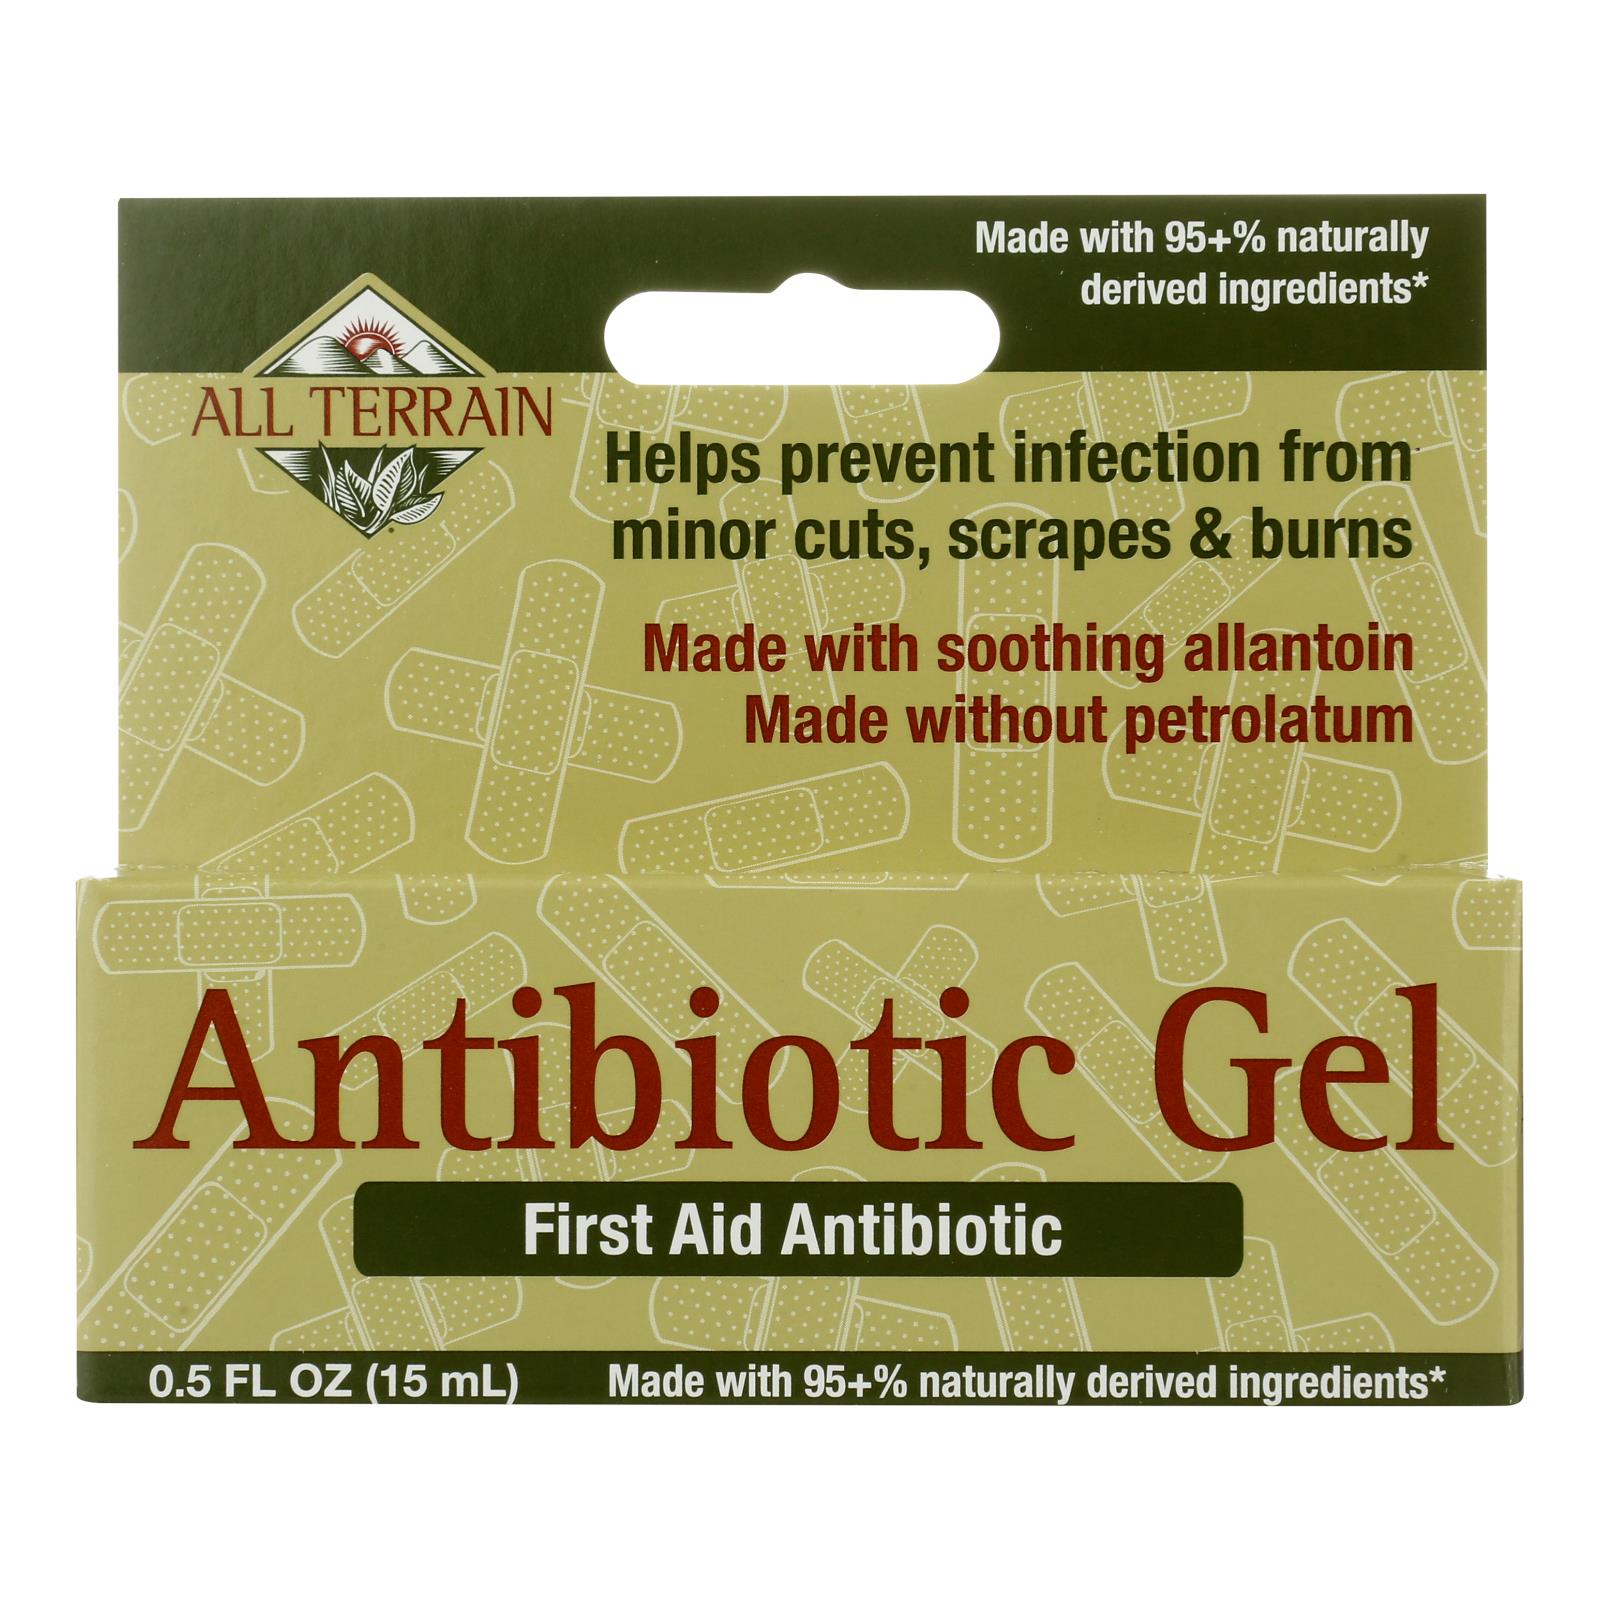 Made with 95+% naturally
derived ingredients*
ALL TERRAIN
Helps prevent infection from
minor cuts, scrapes & burns
Made with soothing allantoin
Made without petrolatum
Antibiotic Gel
First Aid Antibiotic
0.5 FL OZ (15 mL)
Made with 95+% naturally derived ingredients*